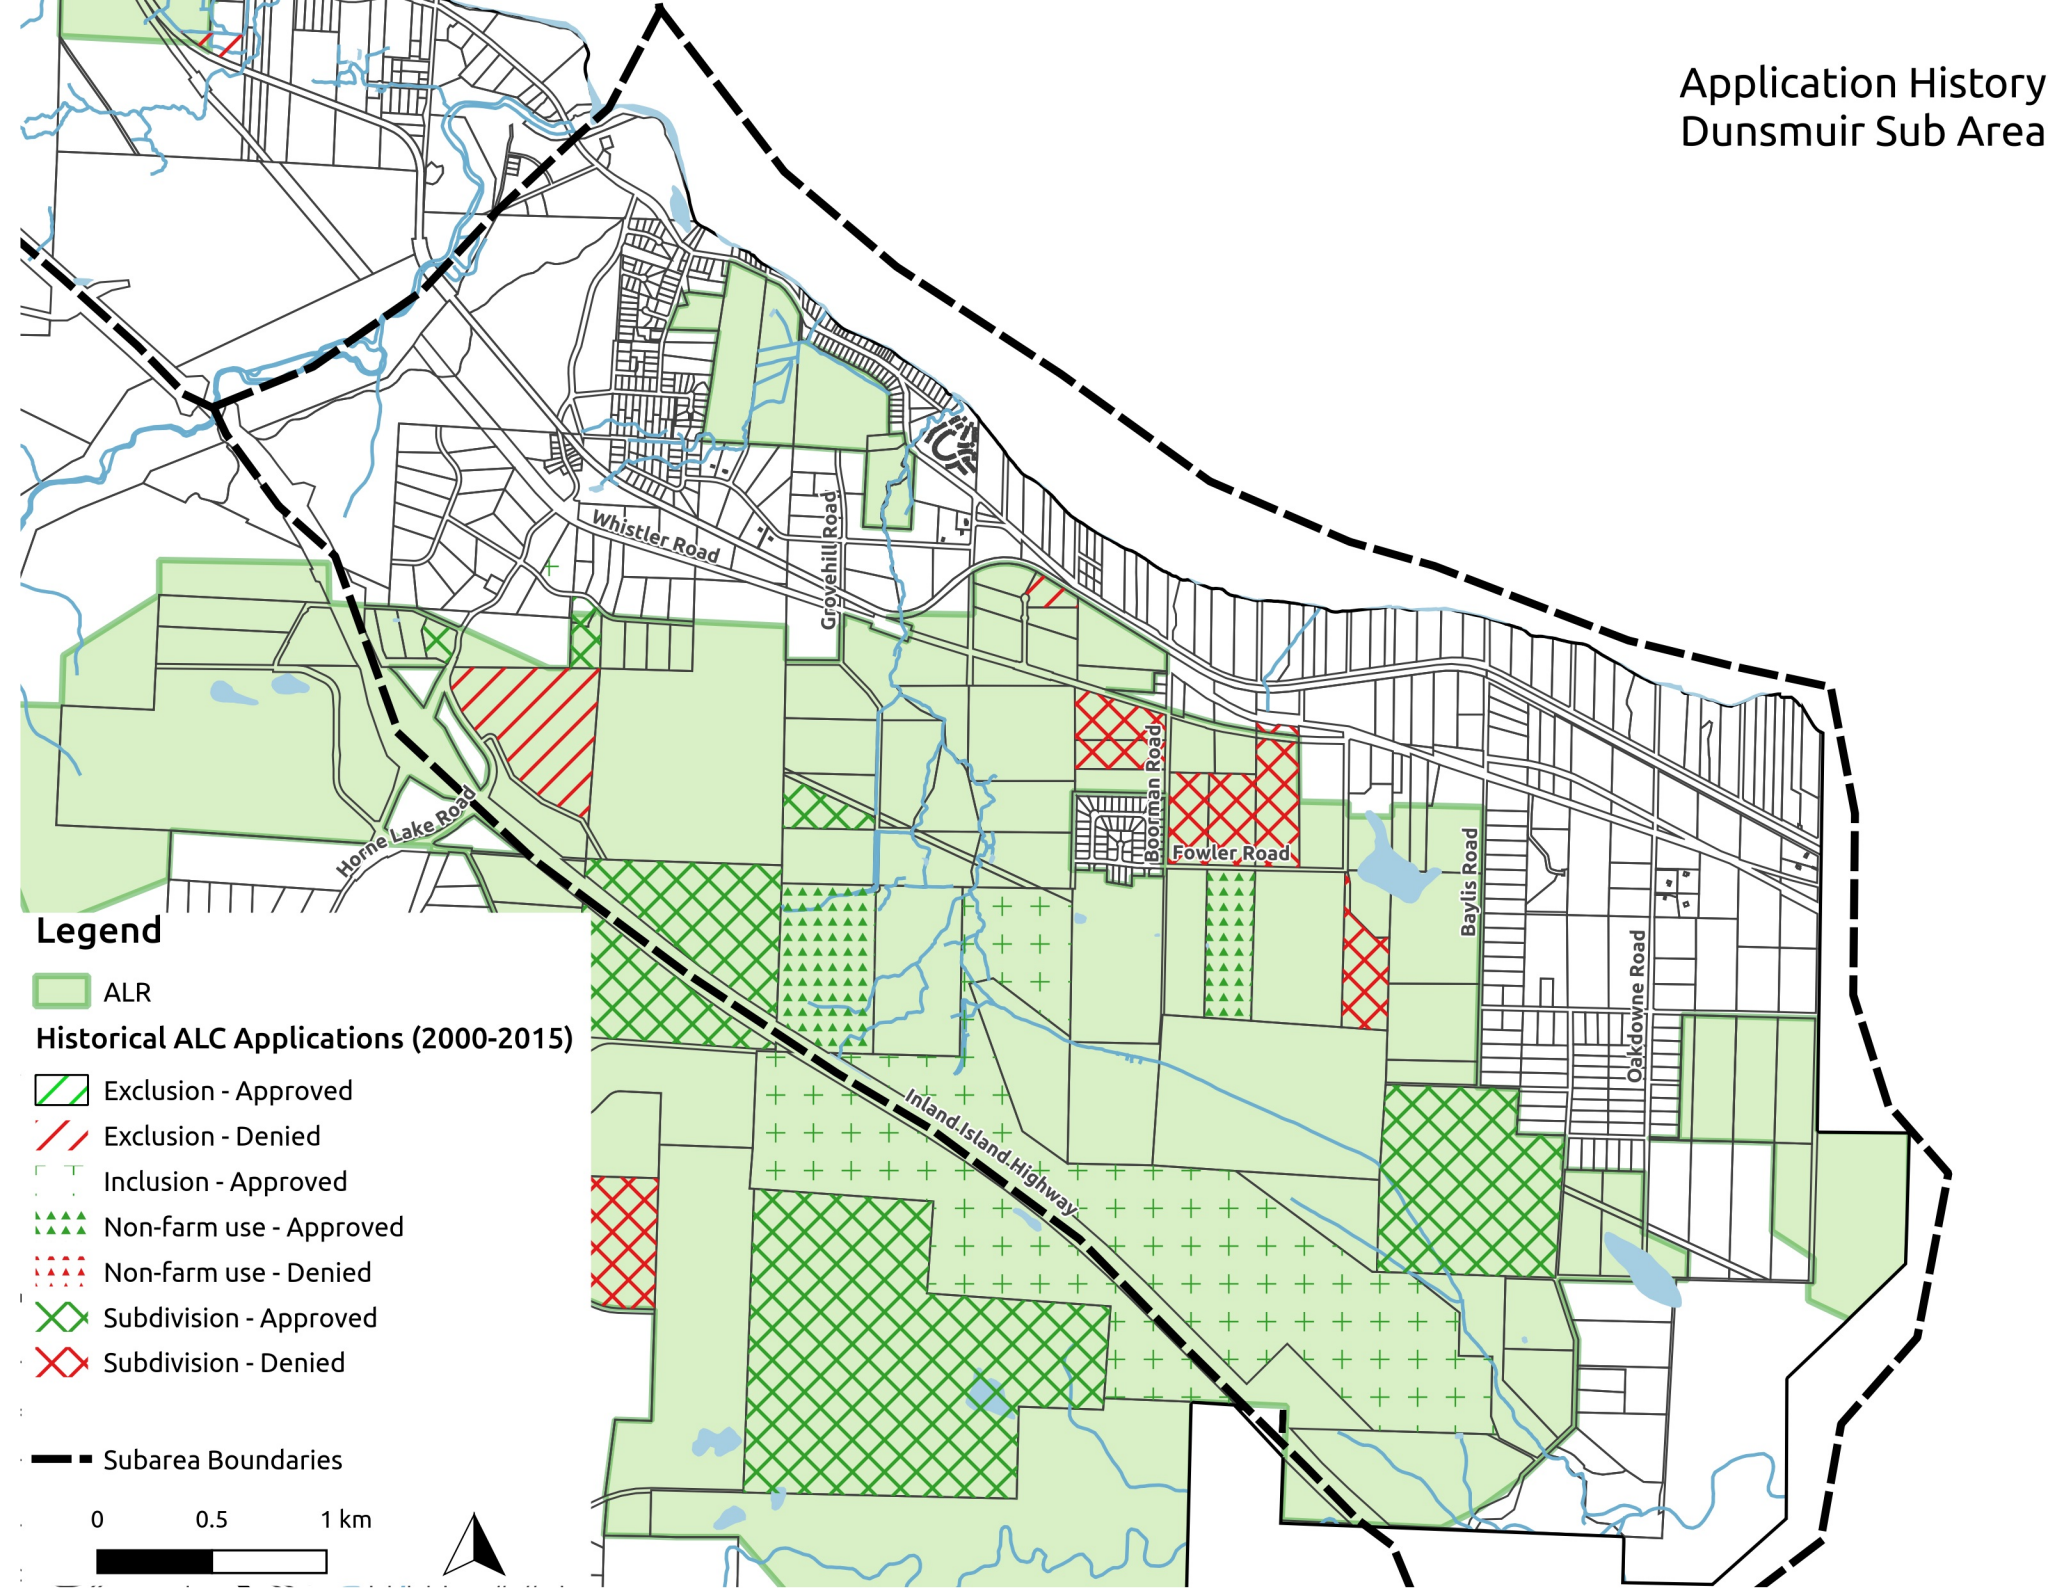 Application History
Dunsmuir Sub Area
Whistler Road
Grovehill Road
Boorman Road
Horne Lake Road
Fowler Road
Baylis Road
Oakdowne Road
Inland Island Highway
Legend
ALR
Historical ALC Applications (2000-2015)
Exclusion - Approved
Exclusion - Denied
Inclusion - Approved
Non-farm use - Approved
Non-farm use - Denied
Subdivision - Approved
Subdivision - Denied
Subarea Boundaries
0 0.5 1 km